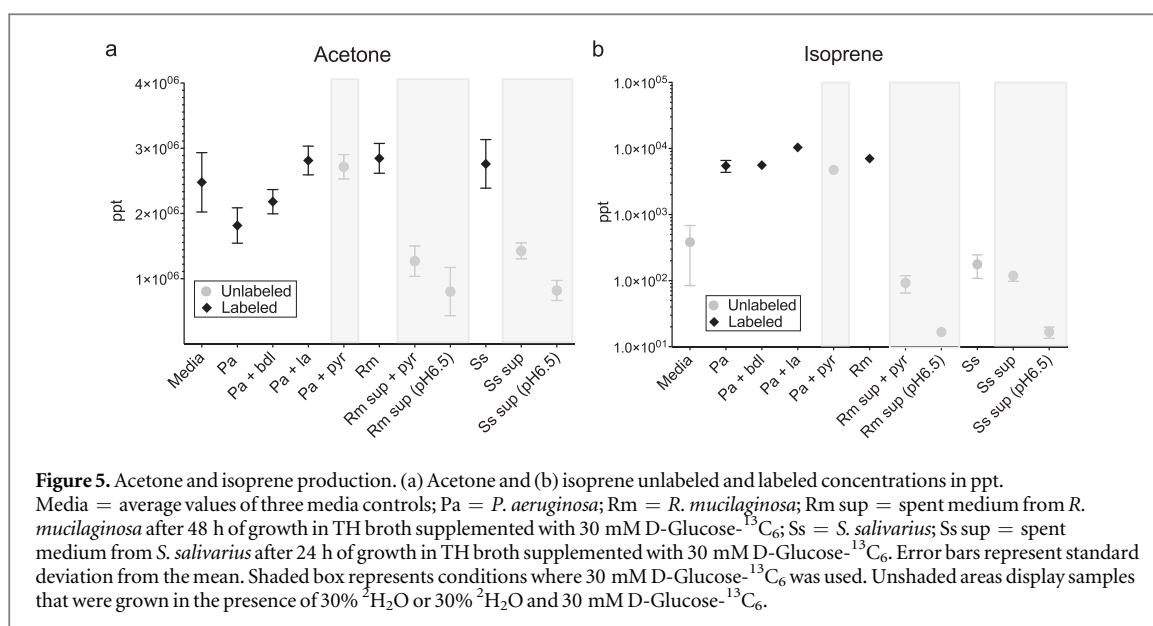 a
Acetone
4×10⁰⁶
3×10⁰⁶
2×10⁰⁶
1×10⁰⁶
ppt
Unlabeled
Labeled
Media
Pa
Pa + bdl
Pa + la
Pa + pyr
Rm
Rm sup + pyr
Rm sup (pH6.5)
Ss
Ss sup
Ss sup (pH6.5)
b
Isoprene
1.0×10⁰⁵
1.0×10⁰⁴
1.0×10⁰³
1.0×10⁰²
1.0×10⁰¹
ppt
Unlabeled
Labeled
Media
Pa
Pa + bdl
Pa + la
Pa + pyr
Rm
Rm sup + pyr
Rm sup (pH6.5)
Ss
Ss sup
Ss sup (pH6.5)
Figure 5. Acetone and isoprene production. (a) Acetone and (b) isoprene unlabeled and labeled concentrations in ppt.
Media = average values of three media controls; Pa = P. aeruginosa; Rm = R. mucilaginosa; Rm sup = spent medium from R.
mucilaginosa after 48 h of growth in TH broth supplemented with 30 mM D-Glucose-¹³C₆; Ss = S. salivarius; Ss sup = spent
medium from S. salivarius after 24 h of growth in TH broth supplemented with 30 mM D-Glucose-¹³C₆. Error bars represent standard
deviation from the mean. Shaded box represents conditions where 30 mM D-Glucose-¹³C₆ was used. Unshaded areas display samples
that were grown in the presence of 30% ²H₂O or 30% ²H₂O and 30 mM D-Glucose-¹³C₆.